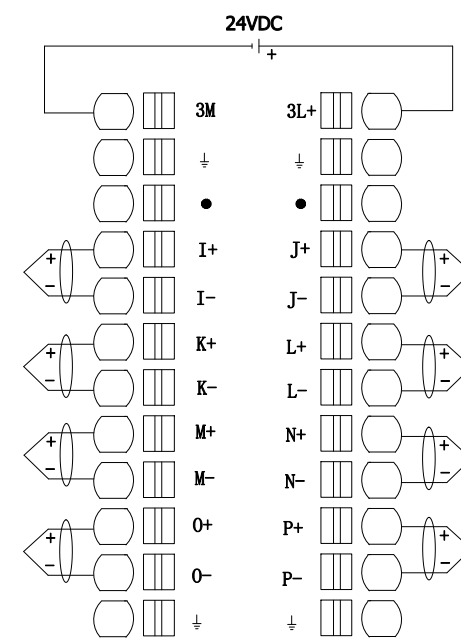 24VDC
+
3M 3L+
I+ J+
+ +
- -
I- J-
K+ L+
+ +
- -
K- L-
M+ N+
+ +
- -
M- N-
O+ P+
+ +
- -
O- P-